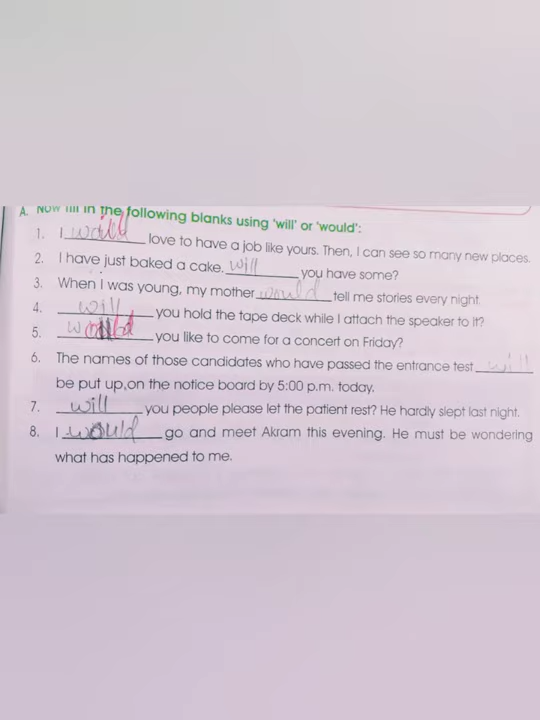 A. Now fill in the following blanks using 'will' or 'would':
1. I would love to have a job like yours. Then, I can see so many new places.
2. I have just baked a cake. will you have some?
3. When I was young, my mother would tell me stories every night.
4. will you hold the tape deck while I attach the speaker to it?
5. would you like to come for a concert on Friday?
6. The names of those candidates who have passed the entrance test will
be put up,on the notice board by 5:00 p.m. today.
7. will you people please let the patient rest? He hardly slept last night.
8. I would go and meet Akram this evening. He must be wondering
what has happened to me.